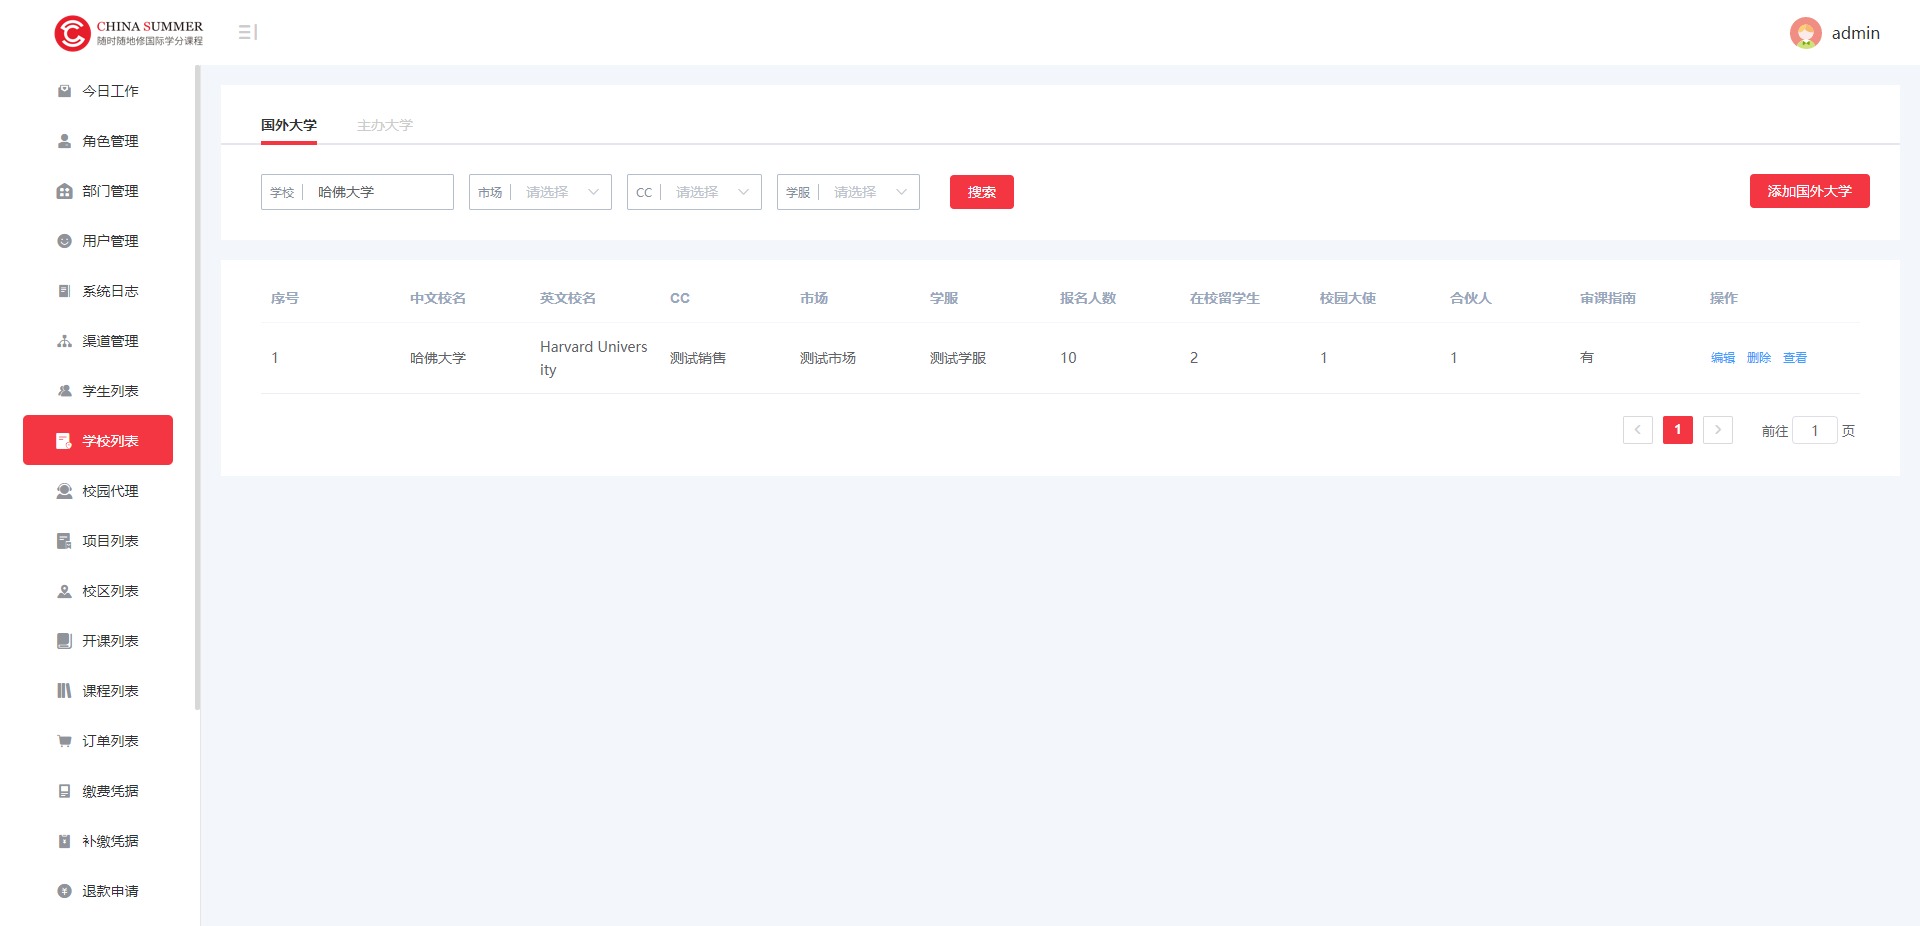 CHINA SUMMER
随时随地修国际学分课程
admin
今日工作
角色管理
部门管理
用户管理
系统日志
渠道管理
学生列表
学校列表
校园代理
项目列表
校区列表
开课列表
课程列表
订单列表
缴费凭据
补缴凭据
退款申请
国外大学 主办大学
学校 哈佛大学 市场 请选择 CC 请选择 学服 请选择 搜索 添加国外大学
序号 中文校名 英文校名 CC 市场 学服 报名人数 在校留学生 校园大使 合伙人 审课指南 操作
1 哈佛大学 Harvard Univers 测试销售 测试市场 测试学服 10 2 1 1 有 编辑 删除 查看
ity
1 前往 1 页